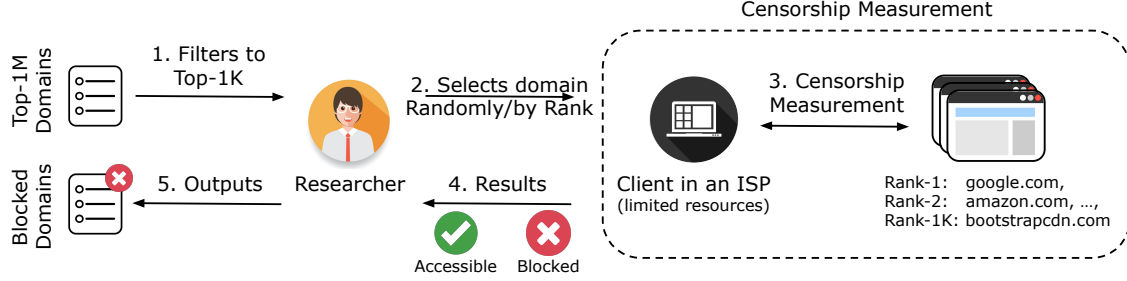 Censorship Measurement
Top-1M
Domains
1. Filters to
Top-1K
2. Selects domain
Randomly/by Rank
3. Censorship
Measurement
Researcher
Client in an ISP
(limited resources)
Rank-1: google.com,
Rank-2: amazon.com, …,
Rank-1K: bootstrapcdn.com
4. Results
Accessible
Blocked
5. Outputs
Blocked
Domains